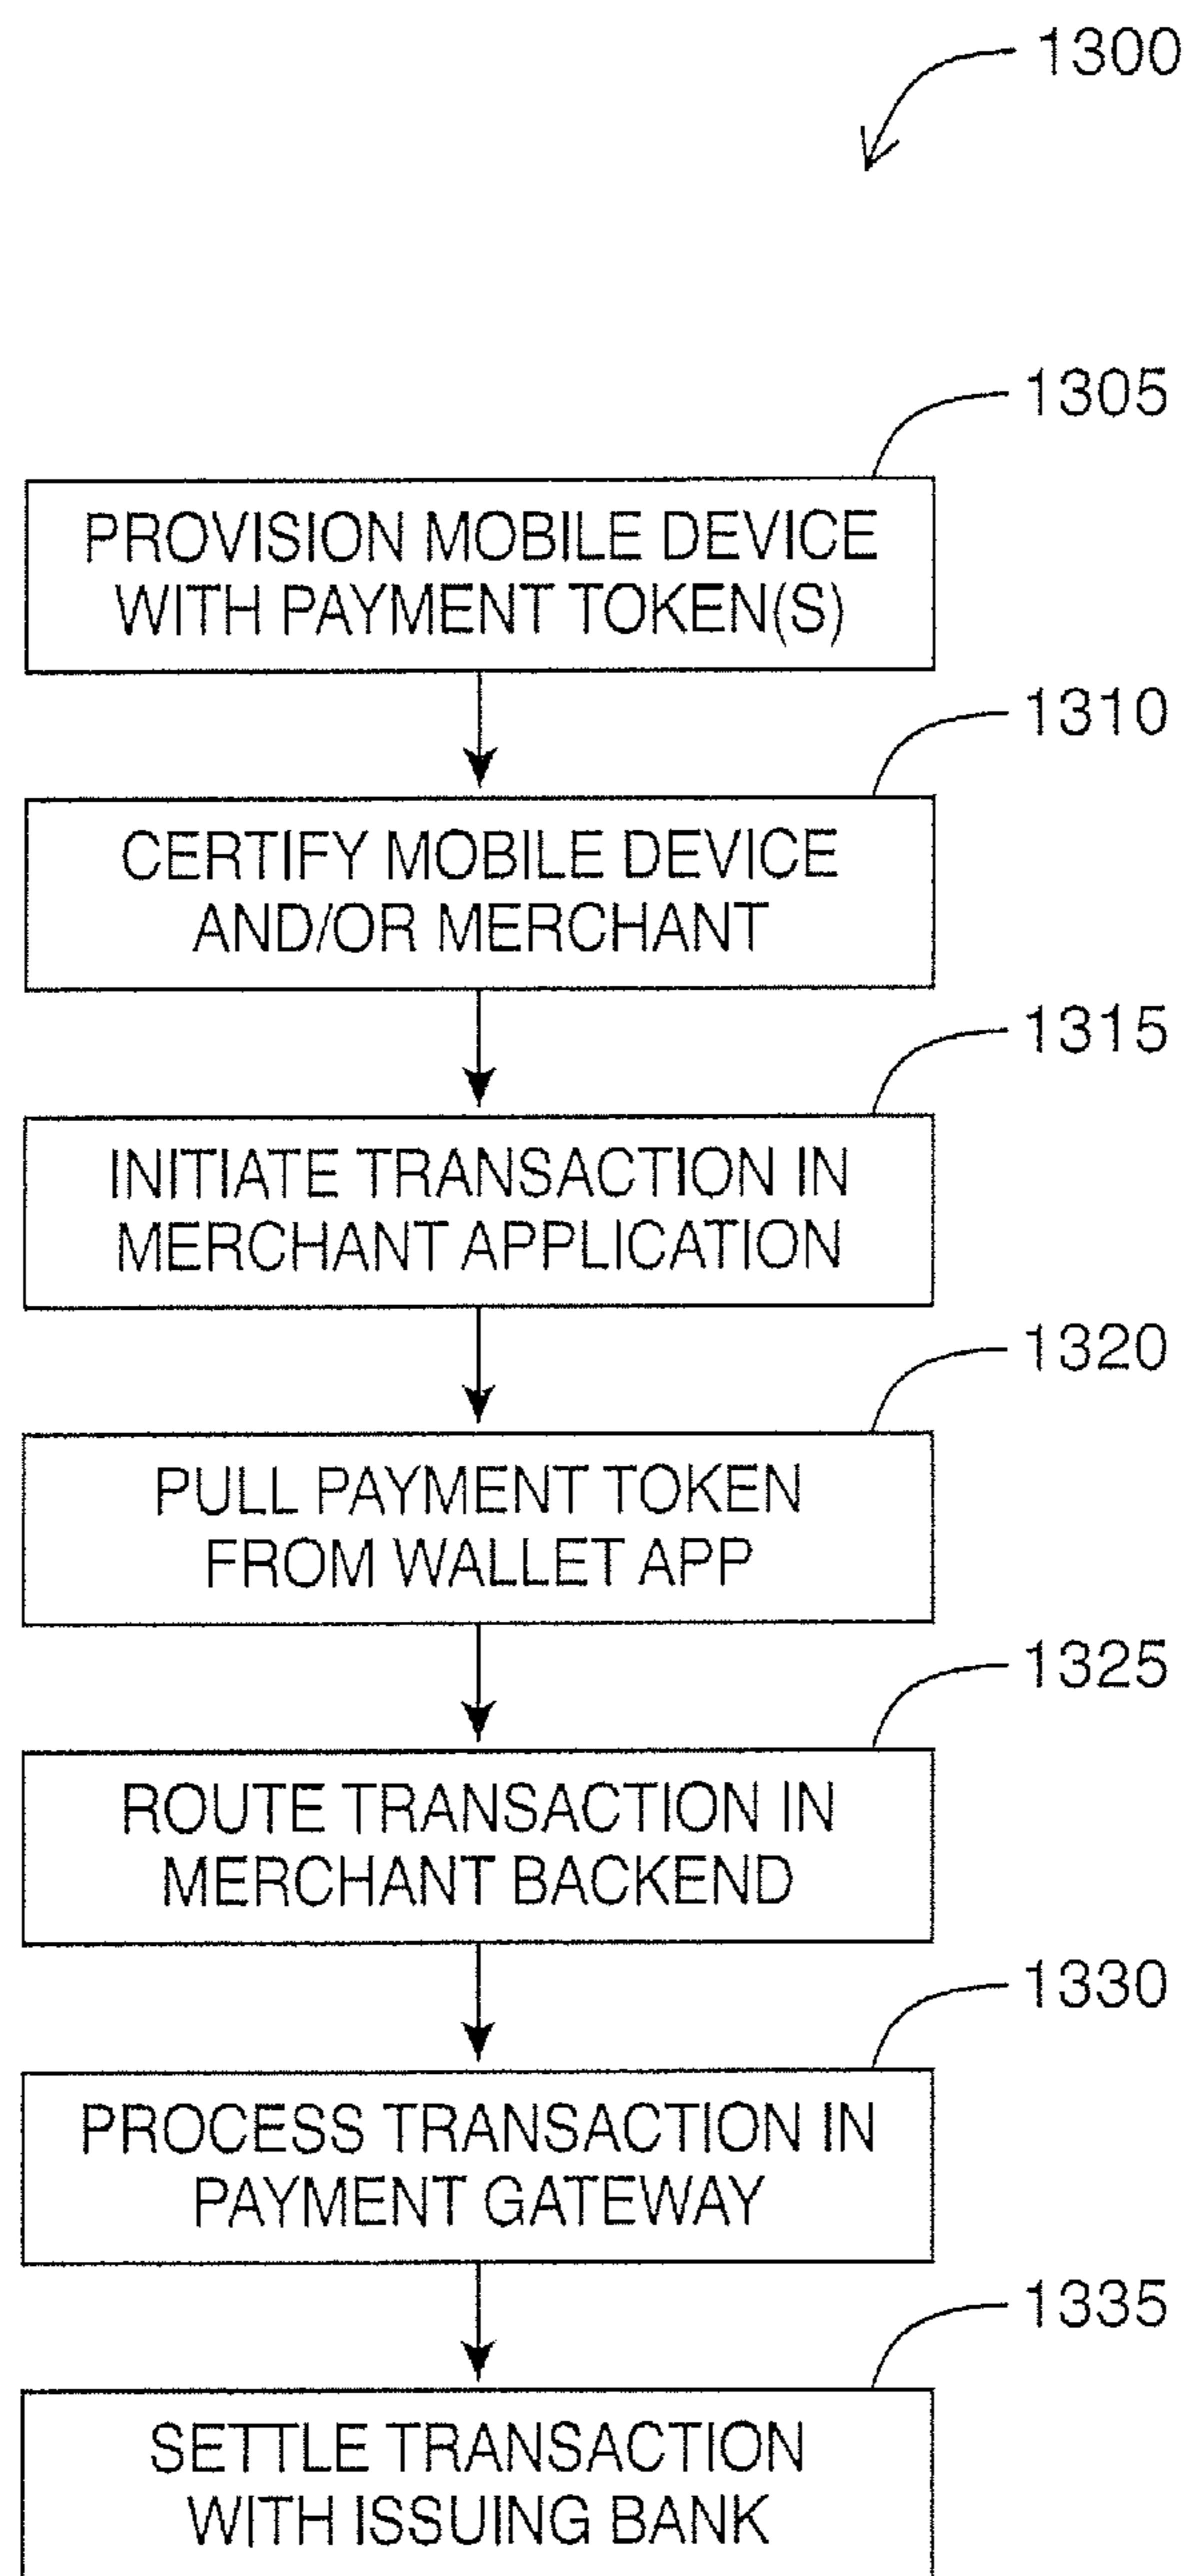 1300
1305
PROVISION MOBILE DEVICE
WITH PAYMENT TOKEN(S)
1310
CERTIFY MOBILE DEVICE
AND/OR MERCHANT
1315
INITIATE TRANSACTION IN
MERCHANT APPLICATION
1320
PULL PAYMENT TOKEN
FROM WALLET APP
1325
ROUTE TRANSACTION IN
MERCHANT BACKEND
1330
PROCESS TRANSACTION IN
PAYMENT GATEWAY
1335
SETTLE TRANSACTION
WITH ISSUING BANK